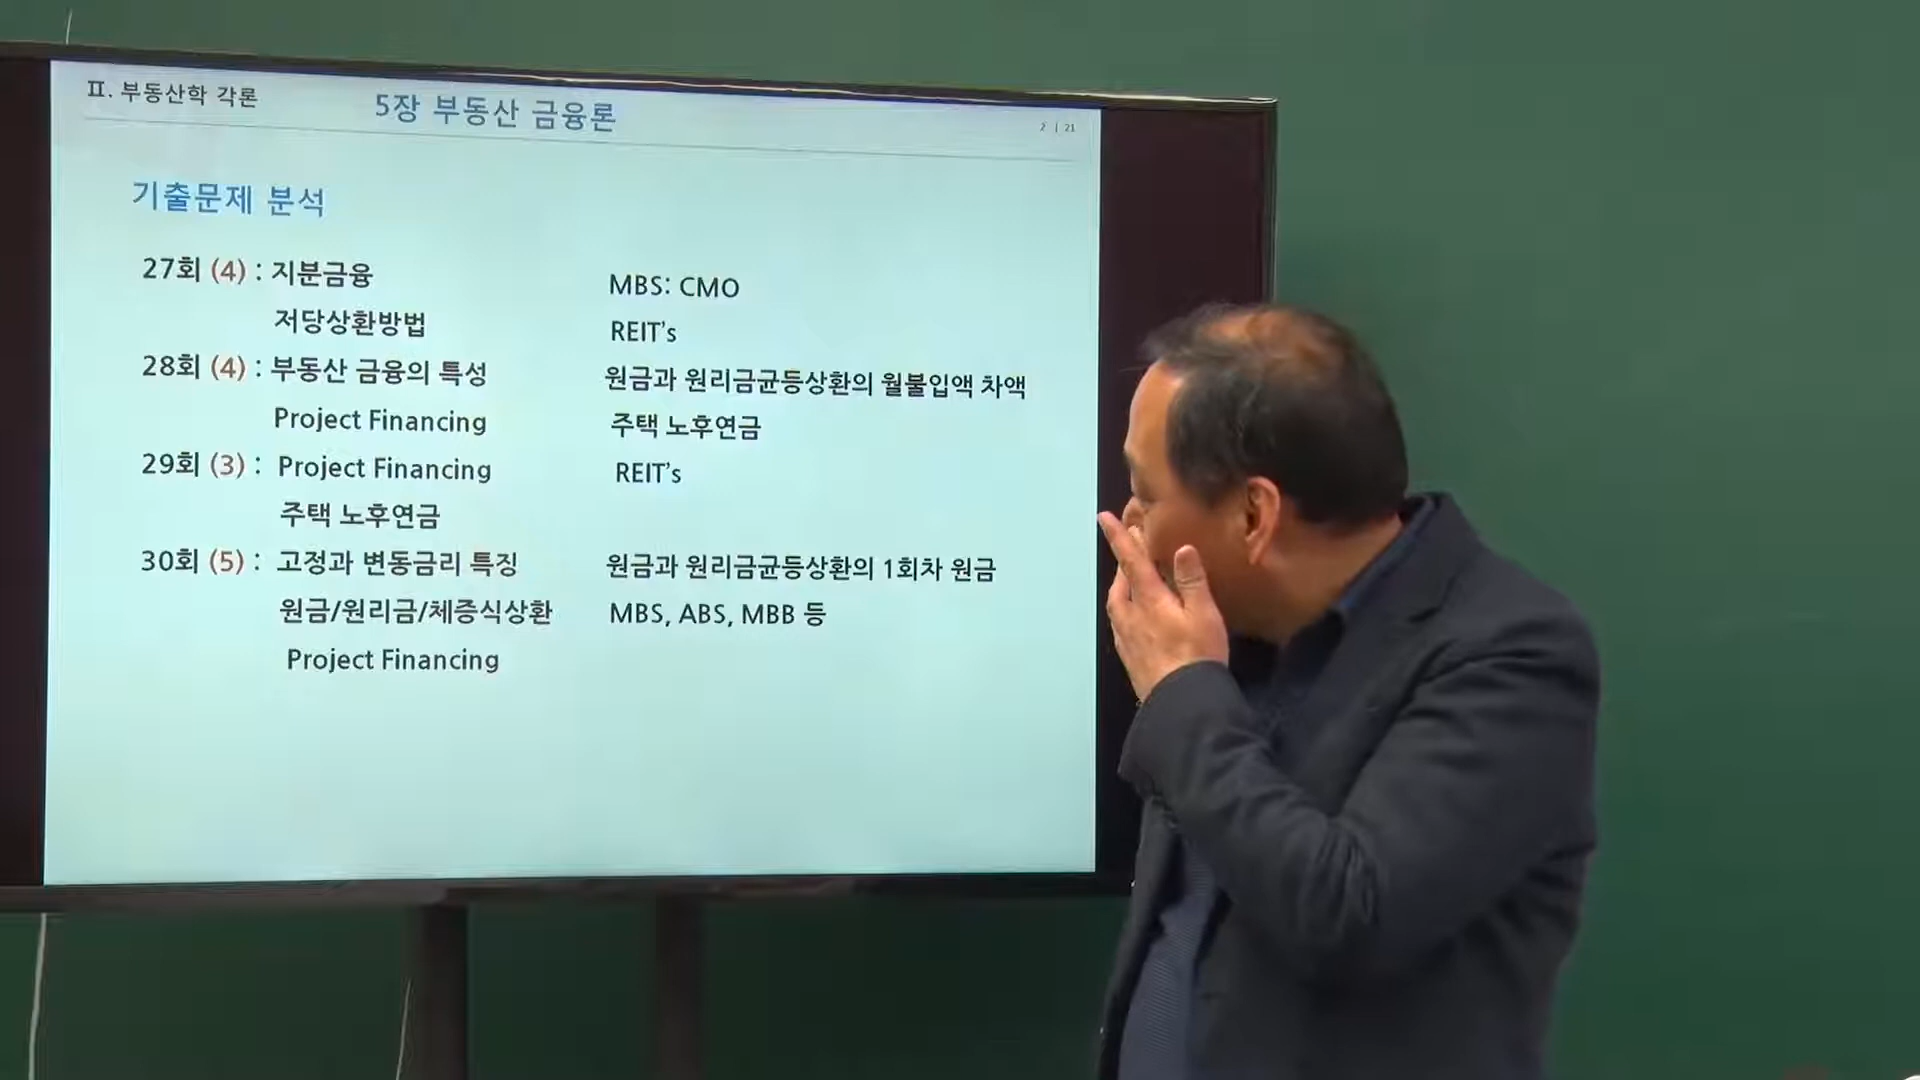 Ⅱ. 부동산학 각론
5장 부동산 금융론
2 | 21
기출문제 분석
27회 (4) : 지분금융 MBS: CMO
저당상환방법 REIT's
28회 (4) : 부동산 금융의 특성 원금과 원리금균등상환의 월불입액 차액
Project Financing 주택 노후연금
29회 (3) : Project Financing REIT's
주택 노후연금
30회 (5) : 고정과 변동금리 특징 원금과 원리금균등상환의 1회차 원금
원금/원리금/체증식상환 MBS, ABS, MBB 등
Project Financing